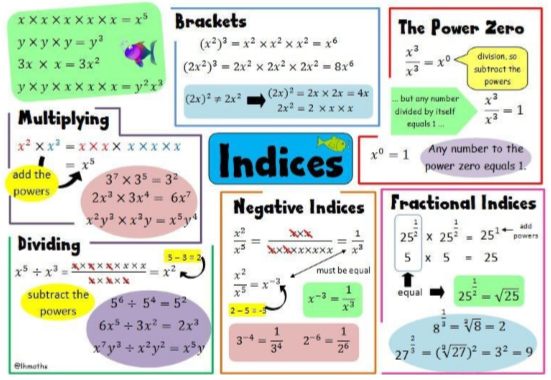 x × x × x × x × x = x⁵
y × y × y = y³
3x × x = 3x²
y × y × x × x × x = y²x³
Brackets
(x²)³ = x² × x² × x² = x⁶
(2x²)³ = 2x² × 2x² × 2x² = 8x⁶
(2x)² ≠ 2x²
(2x)² = 2x × 2x = 4x
2x² = 2 × x × x
The Power Zero
x³/x³ = x⁰
division, so
subtract the
powers
... but any number
divided by itself
equals 1 ...
x³/x³ = 1
x⁰ = 1
Any number to the
power zero equals 1.
Multiplying
x² × x³ = x × x × x × x × x
= x⁵
add the
powers
3⁷ × 3⁵ = 3²
2x³ × 3x⁴ = 6x⁷
x²y³ × x³y = x⁵y⁴
Indices
Dividing
5 – 3 = 2
x⁵ ÷ x³ = x × x × x × x × x / x × x × x = x²
subtract the
powers
5⁶ ÷ 5⁴ = 5²
6x⁵ ÷ 3x² = 2x³
x⁷y³ ÷ x²y² = x⁵y
@lhmaths
Negative Indices
x²/x⁵ = x×x / x×x×x×x×x = 1/x³
x²/x⁵ = x⁻³
must be equal
2 – 5 = -3
x⁻³ = 1/x³
3⁻⁴ = 1/3⁴
2⁻⁶ = 1/2⁶
Fractional Indices
25^(1/2) × 25^(1/2) = 25¹
add
powers
5 × 5 = 25
equal
25^(1/2) = √25
8^(1/3) = ∛8 = 2
27^(2/3) = (∛27)² = 3² = 9